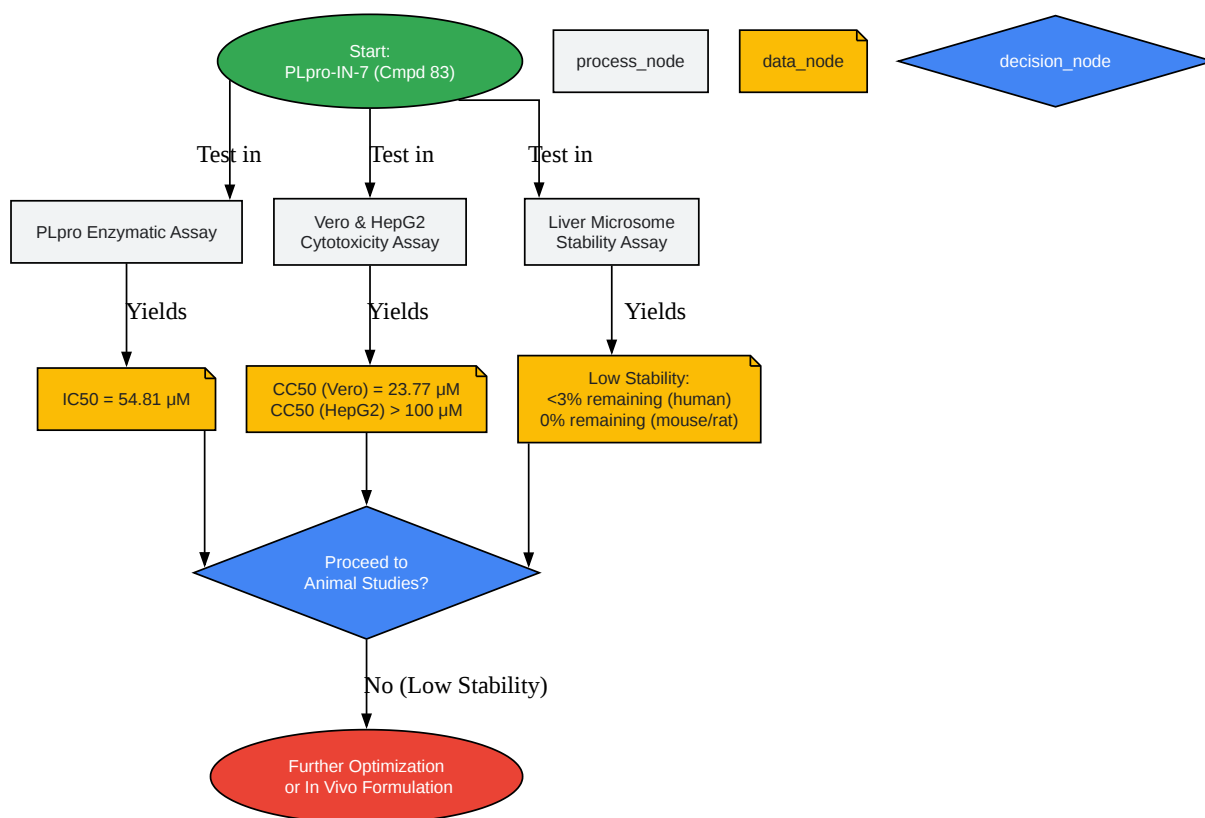 Start:
PLpro-IN-7 (Cmpd 83)
process_node
data_node
decision_node
Test in
Test in
Test in
PLpro Enzymatic Assay
Vero & HepG2
Cytotoxicity Assay
Liver Microsome
Stability Assay
Yields
Yields
Yields
IC50 = 54.81 μM
CC50 (Vero) = 23.77 μM
CC50 (HepG2) > 100 μM
Low Stability:
<3% remaining (human)
0% remaining (mouse/rat)
Proceed to
Animal Studies?
No (Low Stability)
Further Optimization
or In Vivo Formulation